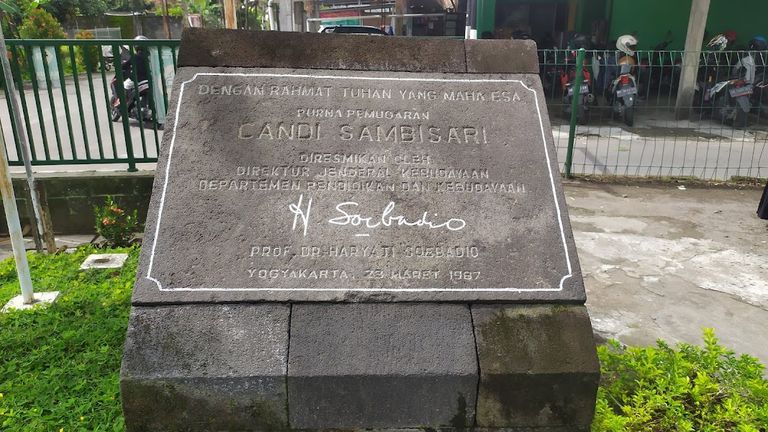 DENGAN RAHMAT TUHAN YANG MAHA ESA
PURNA PEMUGARAN
CANDI SAMBISARI
DIRESMIKAN OLEH
DIREKTUR JENDERAL KEBUDAYAAN
DEPARTEMEN PENDIDIKAN DAN KEBUDAYAAN
H Soebadio
PROF. DR. HARYATI SOEBADIO
YOGYAKARTA, 23 MARET 1987